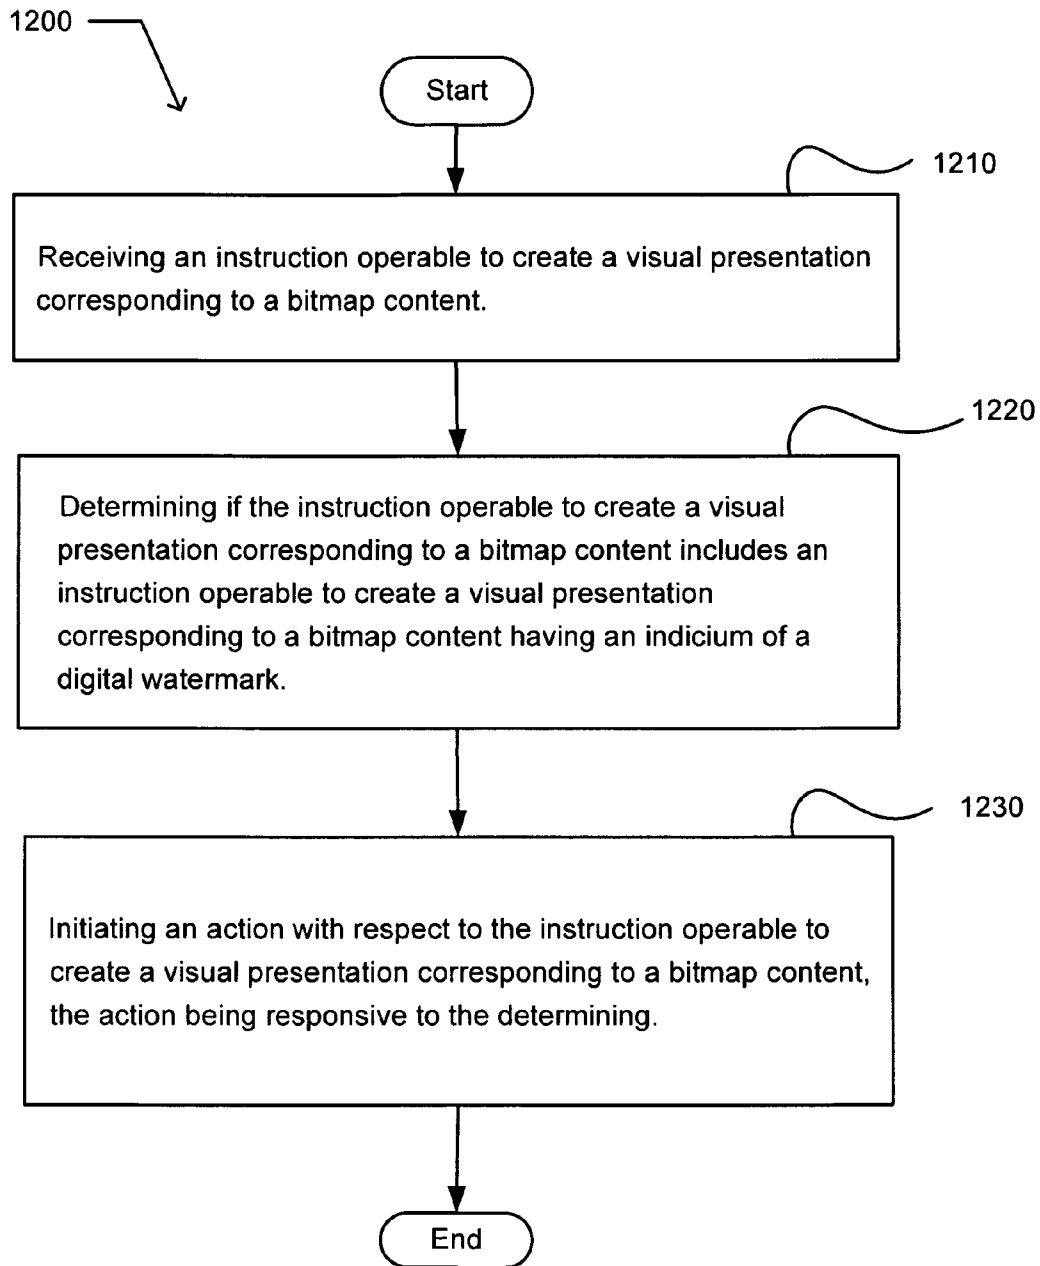 1200
Start
1210
Receiving an instruction operable to create a visual presentation
corresponding to a bitmap content.
1220
Determining if the instruction operable to create a visual
presentation corresponding to a bitmap content includes an
instruction operable to create a visual presentation
corresponding to a bitmap content having an indicium of a
digital watermark.
1230
Initiating an action with respect to the instruction operable to
create a visual presentation corresponding to a bitmap content,
the action being responsive to the determining.
End